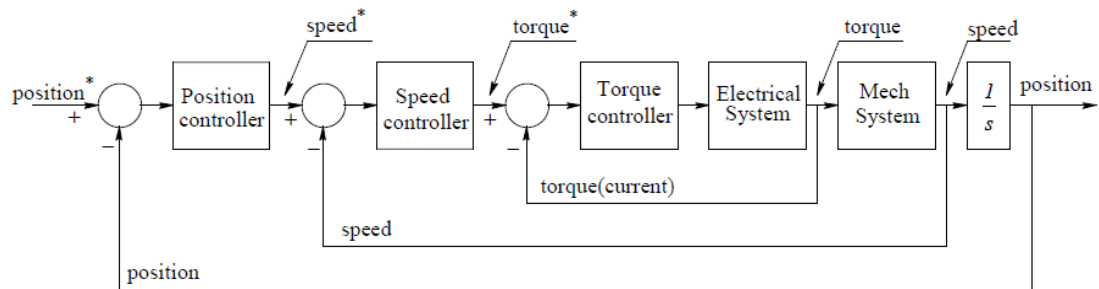 speed*
torque*
torque
speed
position*
+
−
Position
controller
+
−
Speed
controller
+
−
Torque
controller
Electrical
System
Mech
System
1
s
position
torque(current)
speed
position